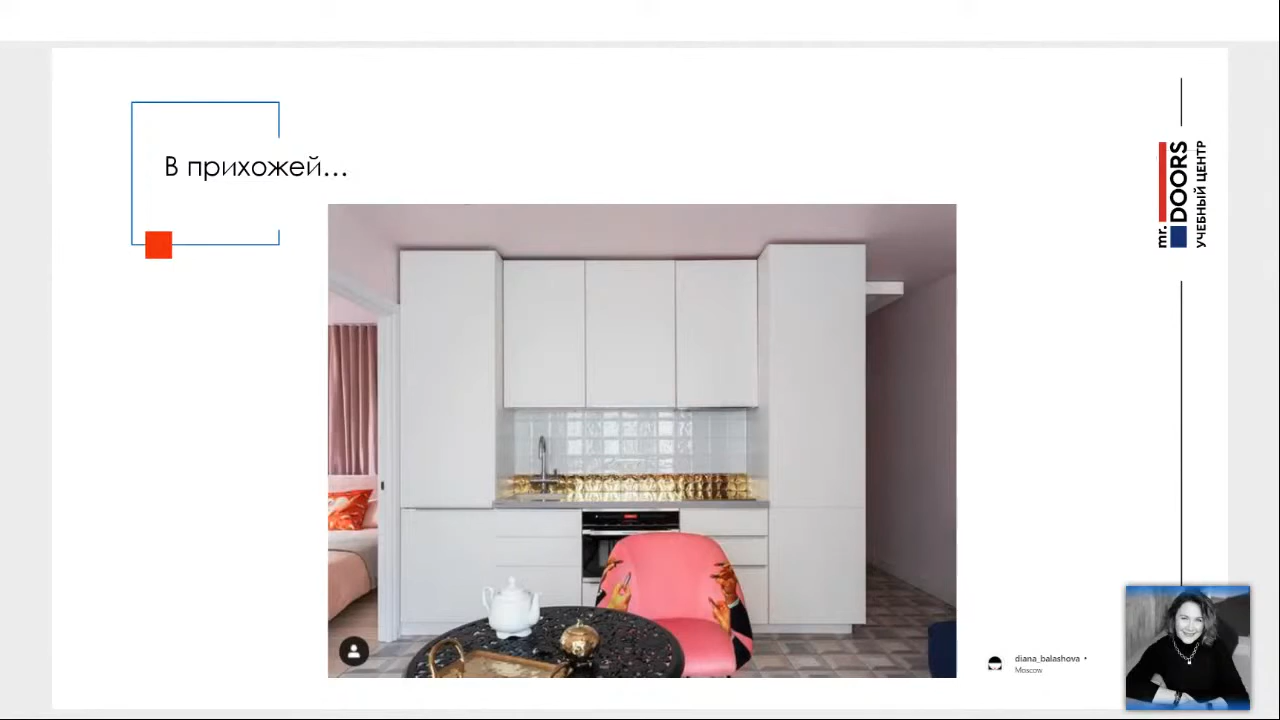 В прихожей...
mr.DOORS
УЧЕБНЫЙ ЦЕНТР
diana_balashova •
Moscow